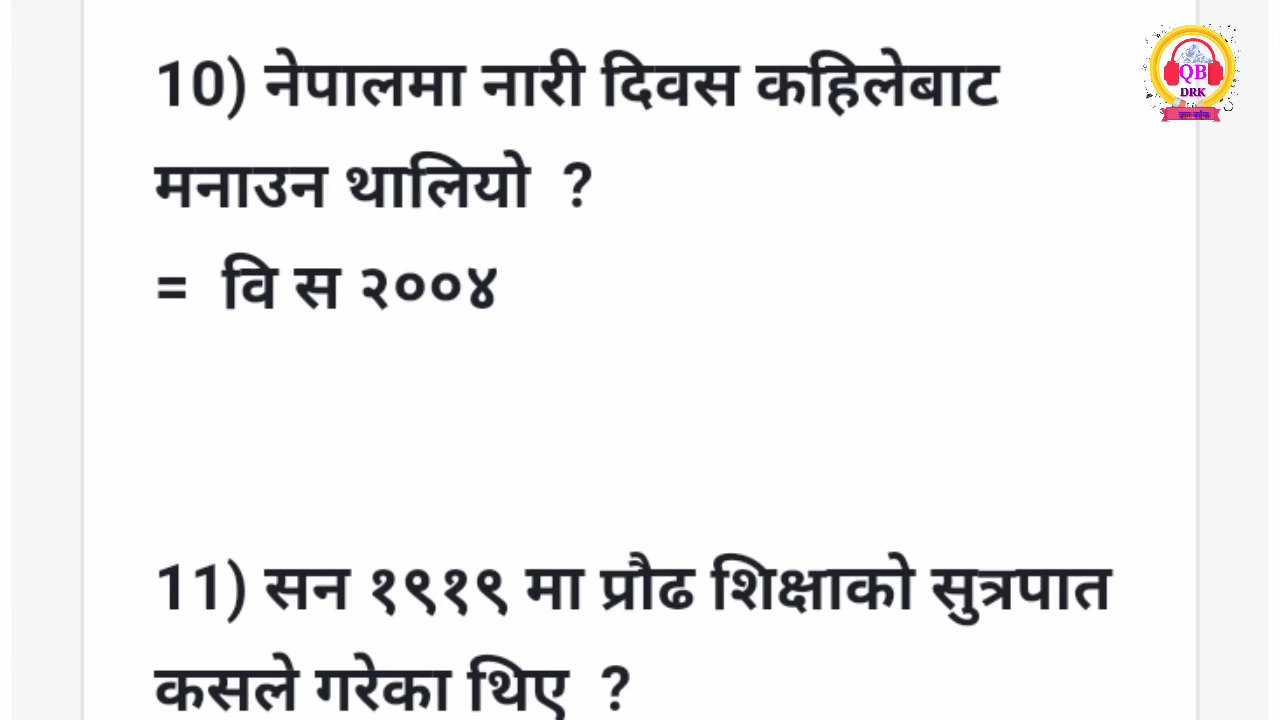 QB
DRK
10) नेपालमा नारी दिवस कहिलेबाट
मनाउन थालियो ?
= वि स २००४
11) सन १९१९ मा प्रौढ शिक्षाको सुत्रपात
कसले गरेका थिए ?